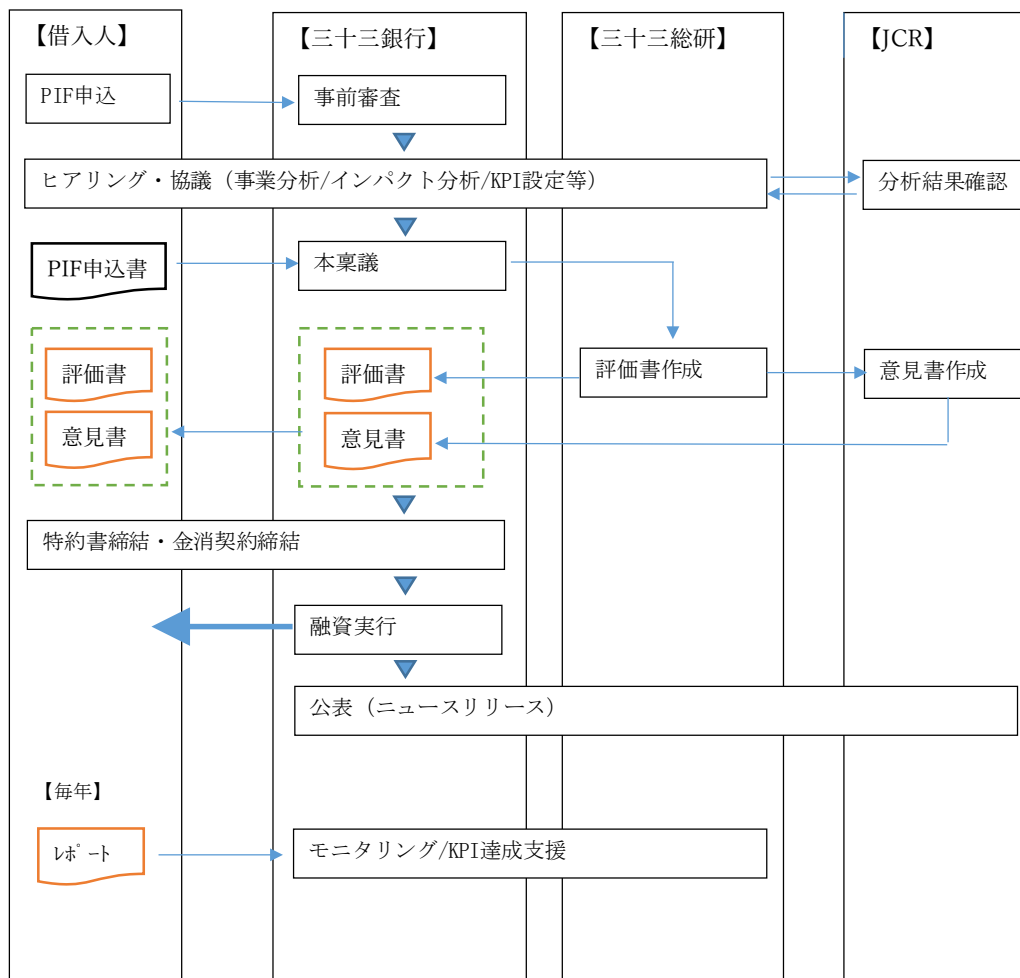 【借入人】
【三十三銀行】
【三十三総研】
【JCR】
PIF申込
事前審査
ヒアリング・協議（事業分析/インパクト分析/KPI設定等）
分析結果確認
PIF申込書
本稟議
評価書
評価書
評価書作成
意見書作成
意見書
意見書
特約書締結・金消契約締結
融資実行
公表（ニュースリリース）
【毎年】
ﾚﾎﾟｰﾄ
モニタリング/KPI達成支援